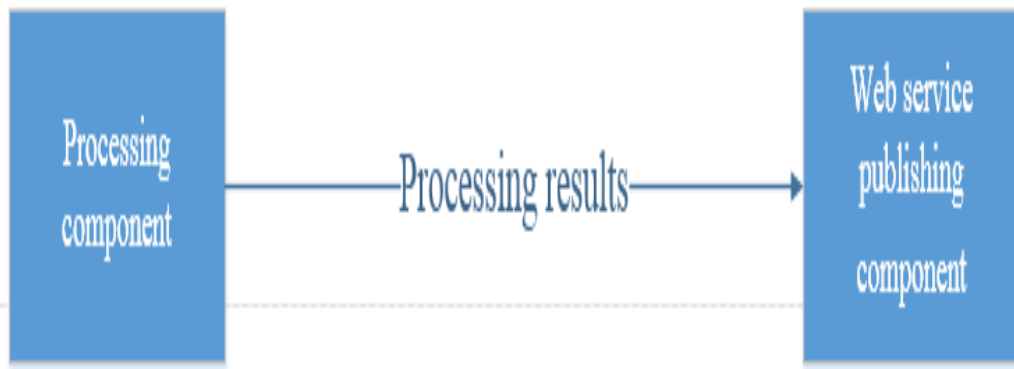 Processing
component
Processing results
Web service
publishing
component